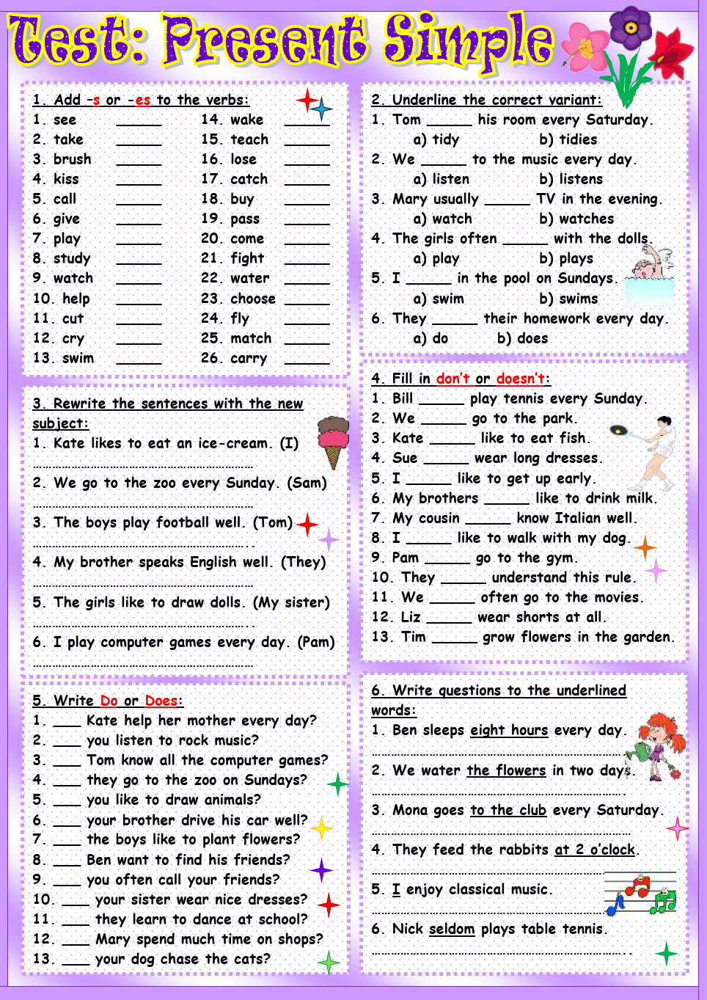 Test: Present Simple
1. Add –s or -es to the verbs:
1. see ______ 14. wake ______
2. take ______ 15. teach ______
3. brush ______ 16. lose ______
4. kiss ______ 17. catch ______
5. call ______ 18. buy ______
6. give ______ 19. pass ______
7. play ______ 20. come ______
8. study ______ 21. fight ______
9. watch ______ 22. water ______
10. help ______ 23. choose ______
11. cut ______ 24. fly ______
12. cry ______ 25. match ______
13. swim ______ 26. carry ______
2. Underline the correct variant:
1. Tom ______ his room every Saturday.
a) tidy b) tidies
2. We ______ to the music every day.
a) listen b) listens
3. Mary usually ______ TV in the evening.
a) watch b) watches
4. The girls often ______ with the dolls.
a) play b) plays
5. I ______ in the pool on Sundays.
a) swim b) swims
6. They ______ their homework every day.
a) do b) does
3. Rewrite the sentences with the new
subject:
1. Kate likes to eat an ice-cream. (I)
……………………………………………………………
2. We go to the zoo every Sunday. (Sam)
……………………………………………………………
3. The boys play football well. (Tom)
…………………………………………………………..
4. My brother speaks English well. (They)
……………………………………………………………
5. The girls like to draw dolls. (My sister)
…………………………………………………………..
6. I play computer games every day. (Pam)
……………………………………………………………
4. Fill in don't or doesn't:
1. Bill ______ play tennis every Sunday.
2. We ______ go to the park.
3. Kate ______ like to eat fish.
4. Sue ______ wear long dresses.
5. I ______ like to get up early.
6. My brothers ______ like to drink milk.
7. My cousin ______ know Italian well.
8. I ______ like to walk with my dog.
9. Pam ______ go to the gym.
10. They ______ understand this rule.
11. We ______ often go to the movies.
12. Liz ______ wear shorts at all.
13. Tim ______ grow flowers in the garden.
5. Write Do or Does:
1. ___ Kate help her mother every day?
2. ___ you listen to rock music?
3. ___ Tom know all the computer games?
4. ___ they go to the zoo on Sundays?
5. ___ you like to draw animals?
6. ___ your brother drive his car well?
7. ___ the boys like to plant flowers?
8. ___ Ben want to find his friends?
9. ___ you often call your friends?
10. ___ your sister wear nice dresses?
11. ___ they learn to dance at school?
12. ___ Mary spend much time on shops?
13. ___ your dog chase the cats?
6. Write questions to the underlined
words:
1. Ben sleeps eight hours every day.
……………………………………………………………………
2. We water the flowers in two days.
…………………………………………………………………….
3. Mona goes to the club every Saturday.
……………………………………………………………………
4. They feed the rabbits at 2 o'clock.
……………………………………………………………………
5. I enjoy classical music.
……………………………………………………………………
6. Nick seldom plays table tennis.
……………………………………………………………………..